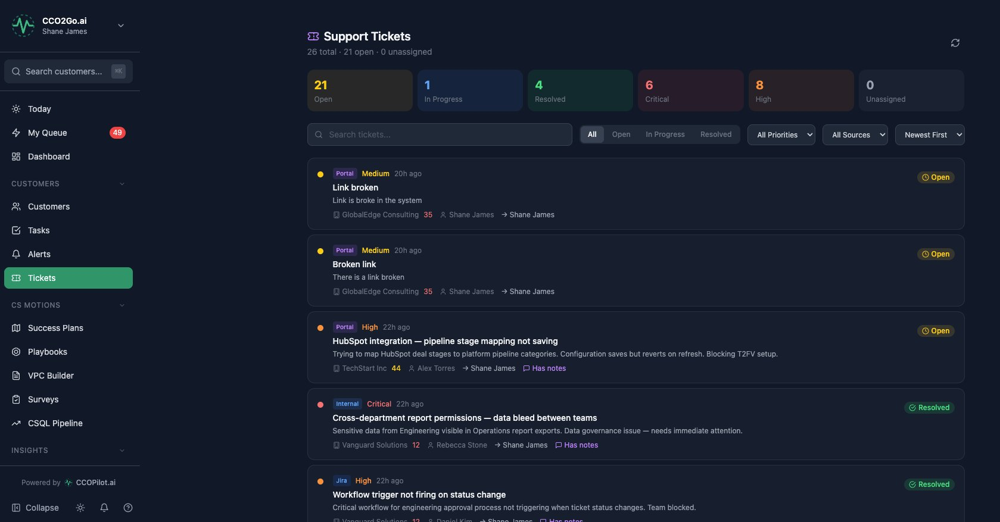 CCO2Go.ai
Shane James
Search customers... ⌘K
Today
My Queue 49
Dashboard
CUSTOMERS
Customers
Tasks
Alerts
Tickets
CS MOTIONS
Success Plans
Playbooks
VPC Builder
Surveys
CSQL Pipeline
INSIGHTS
Powered by CCOPilot.ai
Collapse
Support Tickets
26 total · 21 open · 0 unassigned
21 Open
1 In Progress
4 Resolved
6 Critical
8 High
0 Unassigned
Search tickets...
All Open In Progress Resolved
All Priorities
All Sources
Newest First
Portal Medium 20h ago
Open
Link broken
Link is broke in the system
GlobalEdge Consulting 35 Shane James → Shane James
Portal Medium 20h ago
Open
Broken link
There is a link broken
GlobalEdge Consulting 35 Shane James → Shane James
Portal High 22h ago
Open
HubSpot integration — pipeline stage mapping not saving
Trying to map HubSpot deal stages to platform pipeline categories. Configuration saves but reverts on refresh. Blocking T2FV setup.
TechStart Inc 44 Alex Torres → Shane James Has notes
Internal Critical 22h ago
Resolved
Cross-department report permissions — data bleed between teams
Sensitive data from Engineering visible in Operations report exports. Data governance issue — needs immediate attention.
Vanguard Solutions 12 Rebecca Stone → Shane James Has notes
Jira High 22h ago
Resolved
Workflow trigger not firing on status change
Critical workflow for engineering approval process not triggering when ticket status changes. Team blocked.
Vanguard Solutions 12 Daniel Kim → Shane James Has notes